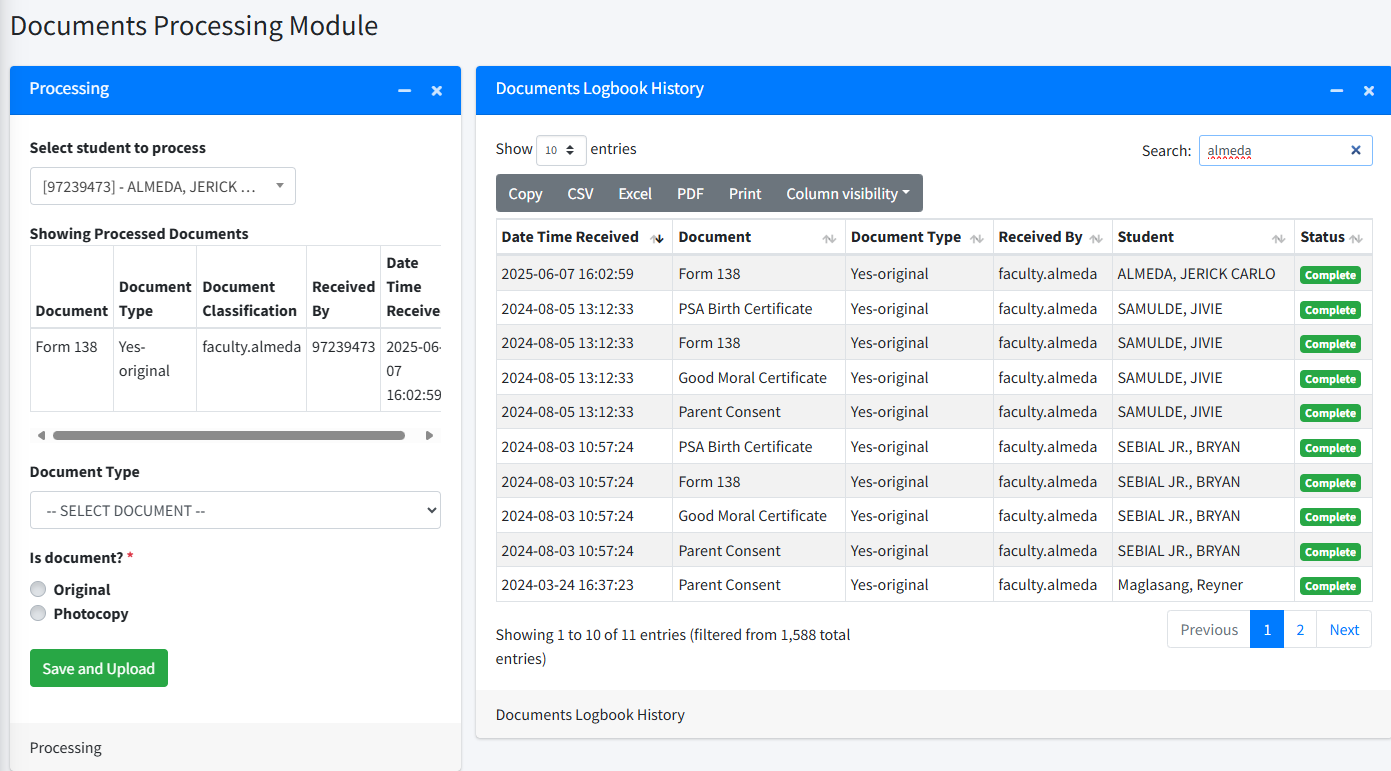 Documents Processing Module
Processing
Select student to process
[97239473] - ALMEDA, JERICK ...
Showing Processed Documents
Document Document Type Document Classification Received By Date Time Receive
Form 138 Yes-original faculty.almeda 97239473 2025-06-07 16:02:59
Document Type
-- SELECT DOCUMENT --
Is document? *
Original
Photocopy
Save and Upload
Processing
Documents Logbook History
Show 10 entries
Search: almeda
Copy CSV Excel PDF Print Column visibility
Date Time Received Document Document Type Received By Student Status
2025-06-07 16:02:59 Form 138 Yes-original faculty.almeda ALMEDA, JERICK CARLO Complete
2024-08-05 13:12:33 PSA Birth Certificate Yes-original faculty.almeda SAMULDE, JIVIE Complete
2024-08-05 13:12:33 Form 138 Yes-original faculty.almeda SAMULDE, JIVIE Complete
2024-08-05 13:12:33 Good Moral Certificate Yes-original faculty.almeda SAMULDE, JIVIE Complete
2024-08-05 13:12:33 Parent Consent Yes-original faculty.almeda SAMULDE, JIVIE Complete
2024-08-03 10:57:24 PSA Birth Certificate Yes-original faculty.almeda SEBIAL JR., BRYAN Complete
2024-08-03 10:57:24 Form 138 Yes-original faculty.almeda SEBIAL JR., BRYAN Complete
2024-08-03 10:57:24 Good Moral Certificate Yes-original faculty.almeda SEBIAL JR., BRYAN Complete
2024-08-03 10:57:24 Parent Consent Yes-original faculty.almeda SEBIAL JR., BRYAN Complete
2024-03-24 16:37:23 Parent Consent Yes-original faculty.almeda Maglasang, Reyner Complete
Showing 1 to 10 of 11 entries (filtered from 1,588 total
entries)
Previous 1 2 Next
Documents Logbook History